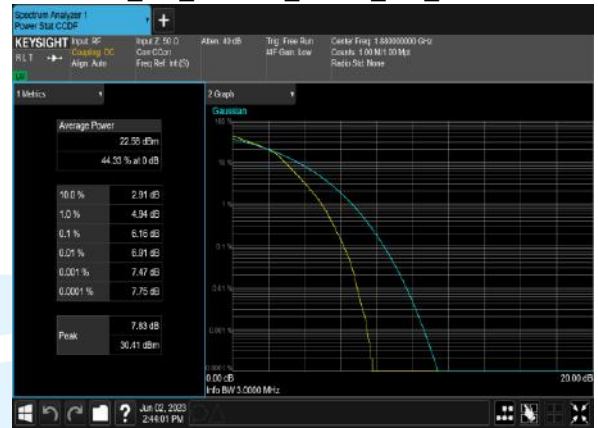 Spectrum Analyzer 1
Power Stat CCDF
KEYSIGHT
Input: RF
Coupling: DC
Align: Auto
Input Z: 50 Ω
Corr CCorr
Freq Ref: Int (S)
Atten: 40 dB
Trig: Free Run
#IF Gain: Low
Center Freq: 1.880000000 GHz
Counts: 1.00 M/1.00 Mpt
Radio Std: None
RLT
1 Metrics
Average Power
22.58 dBm
44.33 % at 0 dB
10.0 % 2.91 dB
1.0 % 4.94 dB
0.1 % 6.16 dB
0.01 % 6.91 dB
0.001 % 7.47 dB
0.0001 % 7.75 dB
Peak
7.83 dB
30.41 dBm
2 Graph
Gaussian
100 %
10 %
1 %
0.1 %
0.01 %
0.001 %
0.0001 %
0.00 dB
20.00 dB
Info BW 3.0000 MHz
Jun 02, 2023
2:44:01 PM